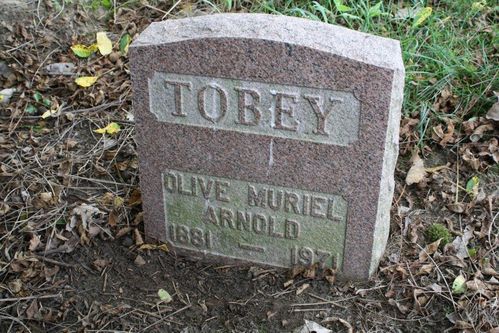 TOBEY
OLIVE MURIEL
ARNOLD
1881 — 1971